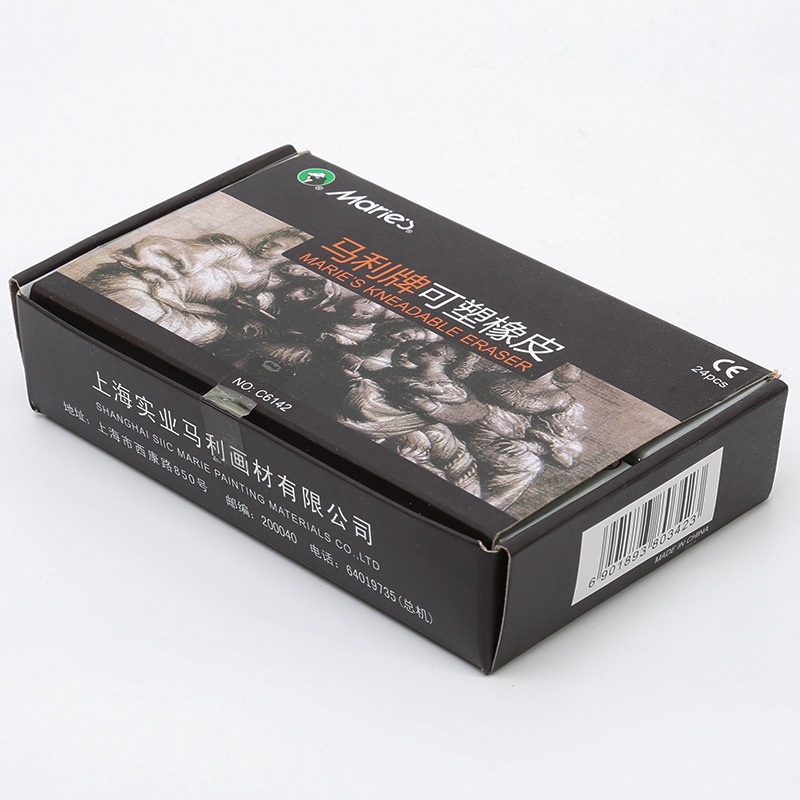 Marie's®
马利牌可塑橡皮
MARIE'S KNEADABLE ERASER
CE
24pcs
NO: C6142
上海实业马利画材有限公司
SHANGHAI SIIC MARIE PAINTING MATERIALS CO.,LTD
地址: 上海市西康路850号 邮编: 200040 电话: 64019735(总机)
6 901893 803423
MADE IN CHINA